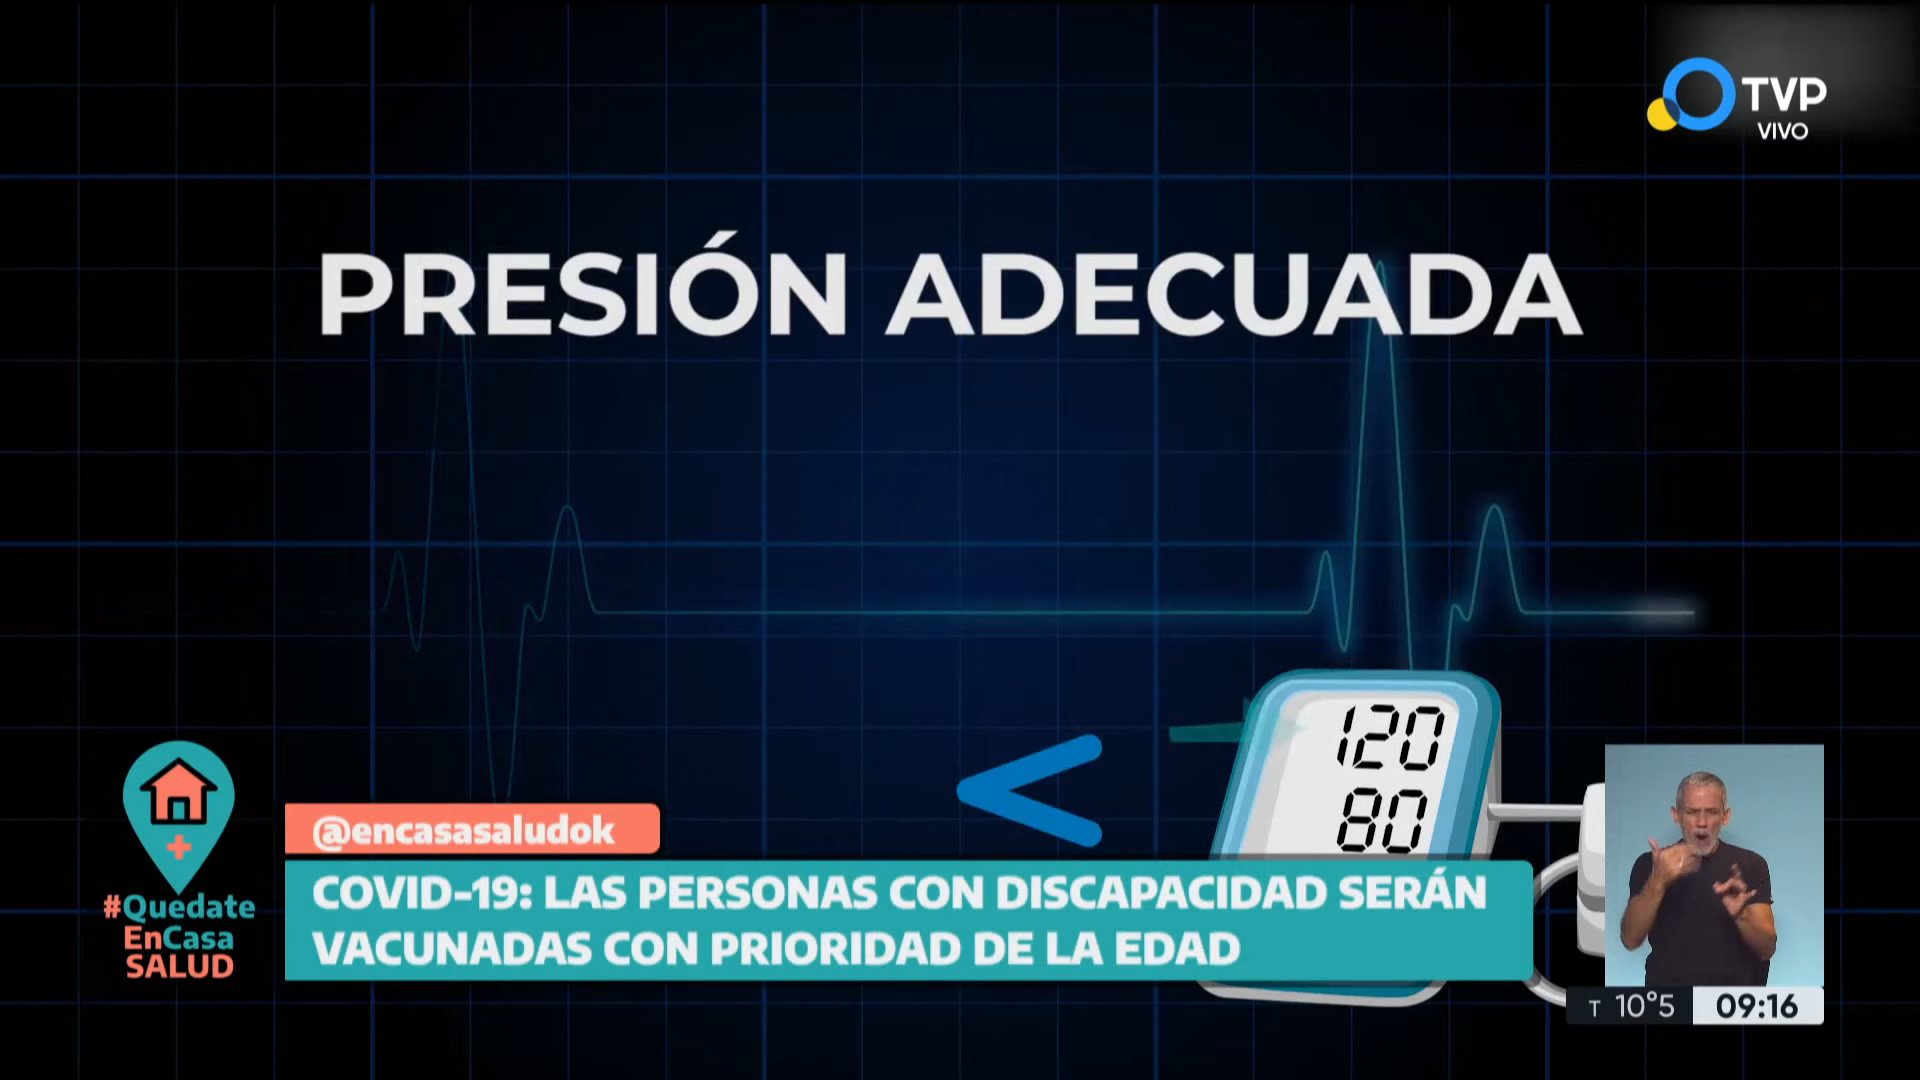 TVP
VIVO
PRESIÓN ADECUADA
<
120
80
@encasasaludok
COVID-19: LAS PERSONAS CON DISCAPACIDAD SERÁN
VACUNADAS CON PRIORIDAD DE LA EDAD
#Quedate
EnCasa
SALUD
T 10°5
09:16